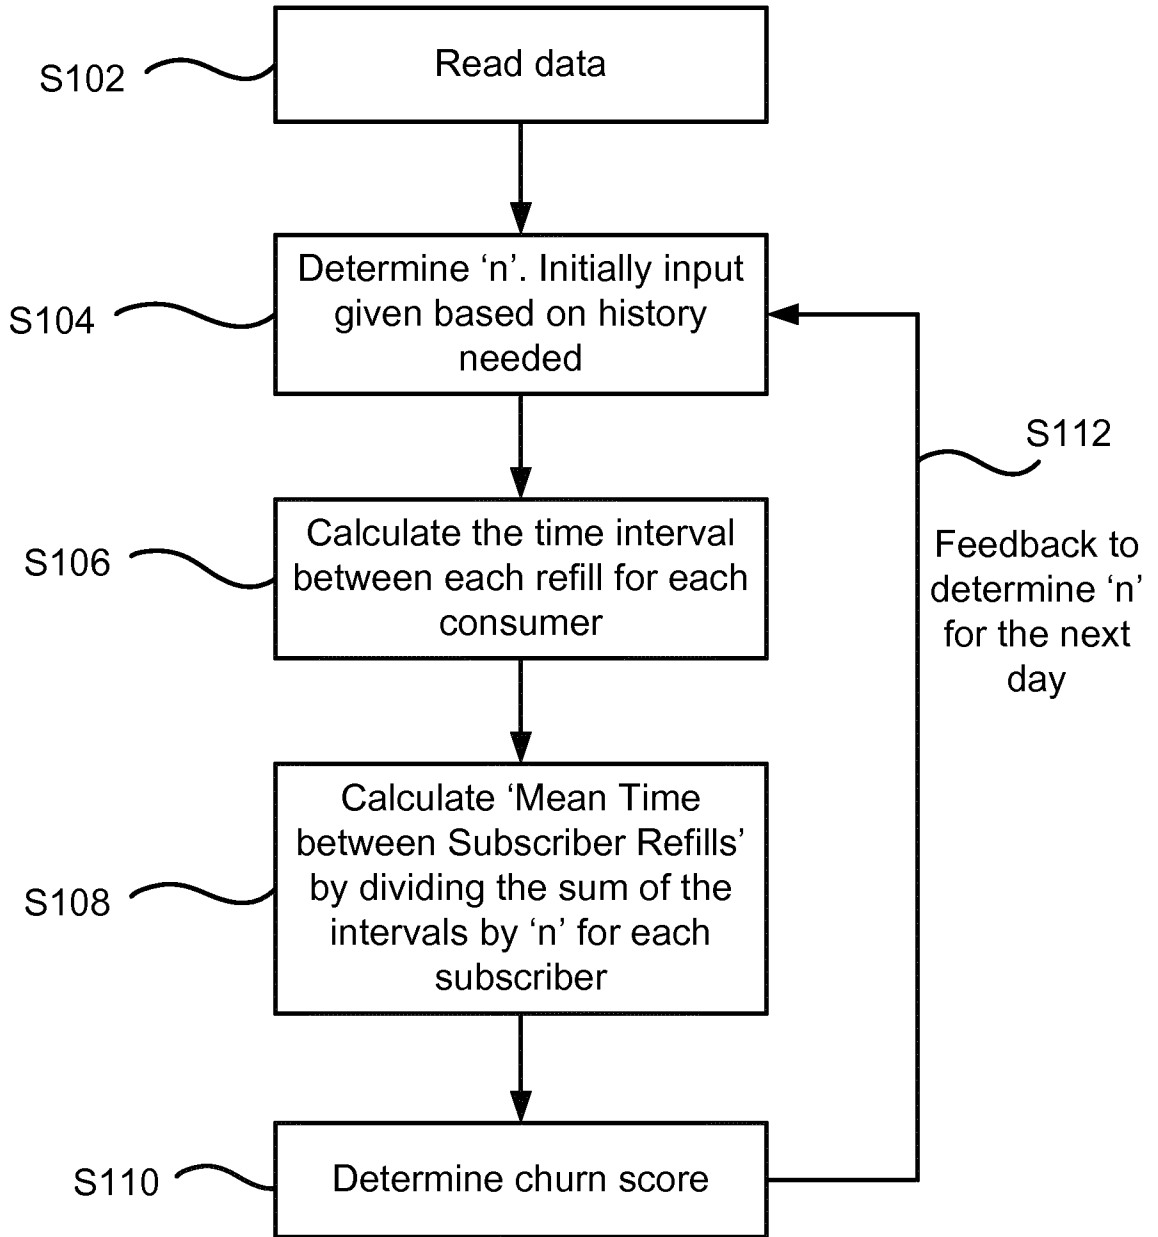 S102
Read data
S104
Determine ‘n’. Initially input
given based on history
needed
S112
Feedback to
determine ‘n’
for the next
day
S106
Calculate the time interval
between each refill for each
consumer
S108
Calculate ‘Mean Time
between Subscriber Refills’
by dividing the sum of the
intervals by ‘n’ for each
subscriber
S110
Determine churn score